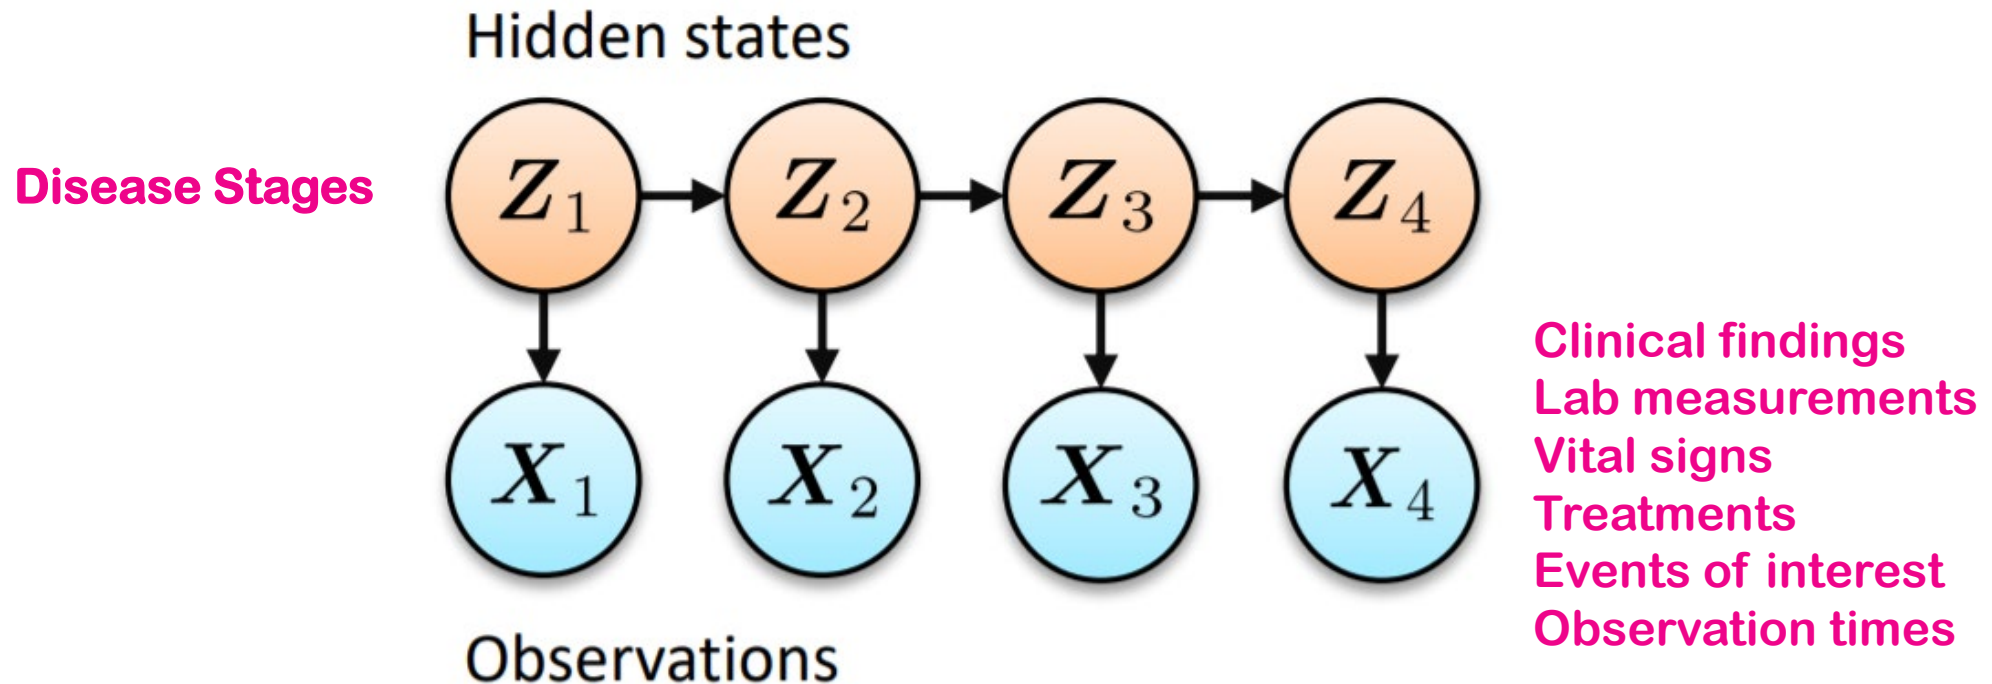 Hidden states
Disease Stages
Z1
Z2
Z3
Z4
X1
X2
X3
X4
Clinical findings
Lab measurements
Vital signs
Treatments
Events of interest
Observation times
Observations